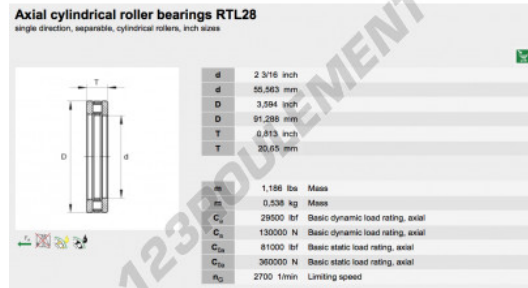 Axial cylindrical roller bearings RTL28
single direction, separable, cylindrical rollers, inch sizes
T
D
d
d 2 3/16 inch
d 55,563 mm
D 3,594 inch
D 91,288 mm
T 0,813 inch
T 20,65 mm
m 1,186 lbs Mass
m 0,538 kg Mass
Ca 29500 lbf Basic dynamic load rating, axial
Ca 130000 N Basic dynamic load rating, axial
C0a 81000 lbf Basic static load rating, axial
C0a 360000 N Basic static load rating, axial
nG 2700 1/min Limiting speed
123ROULEMENT